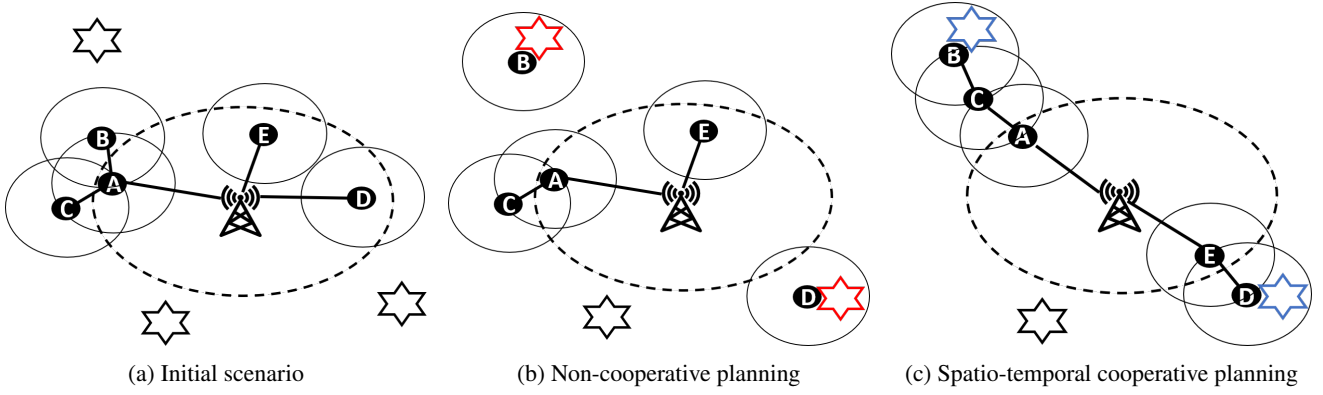 B
E
A
C
D
B
E
A
C
D
B
C
A
E
D
(a) Initial scenario
(b) Non-cooperative planning
(c) Spatio-temporal cooperative planning